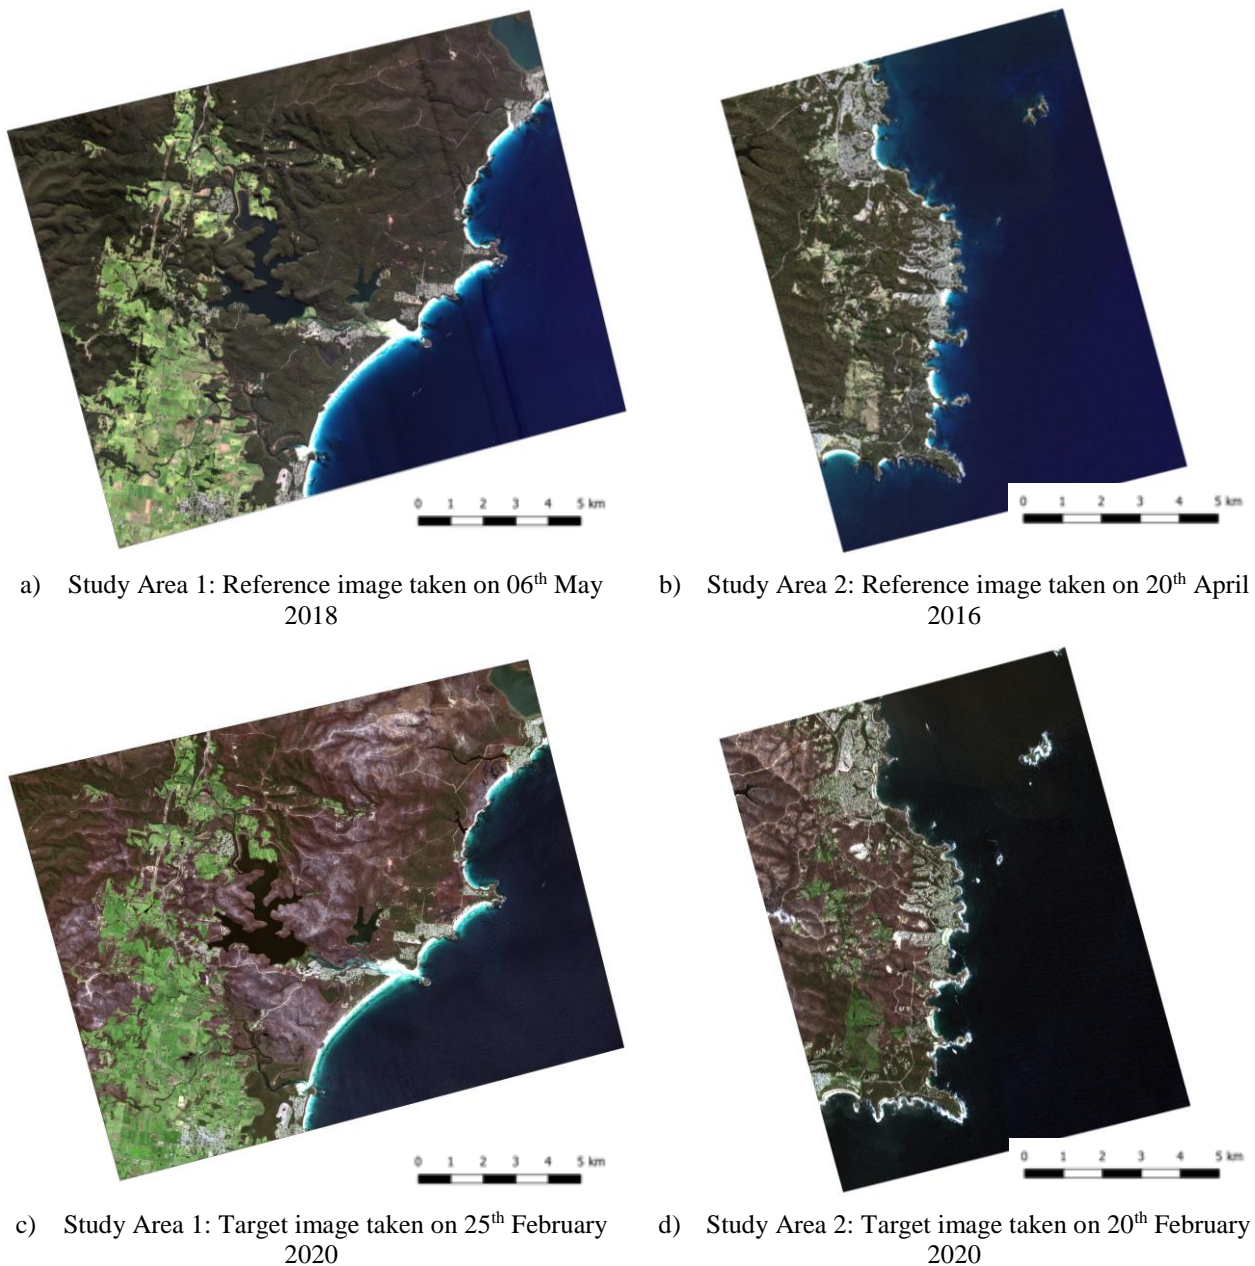 0 1 2 3 4 5 km
0 1 2 3 4 5 km
a) Study Area 1: Reference image taken on 06th May
2018
b) Study Area 2: Reference image taken on 20th April
2016
0 1 2 3 4 5 km
0 1 2 3 4 5 km
c) Study Area 1: Target image taken on 25th February
2020
d) Study Area 2: Target image taken on 20th February
2020